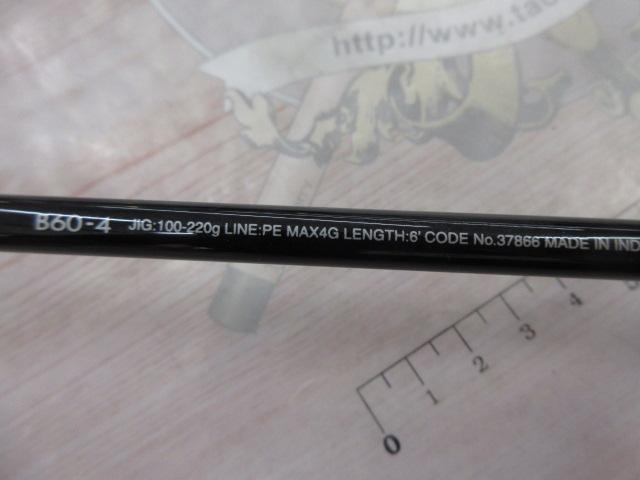 http://www.tac
B60-4 JIG:100-220g LINE:PE MAX4G LENGTH:6' CODE No.37866 MADE IN IND
0 1 2 3 4